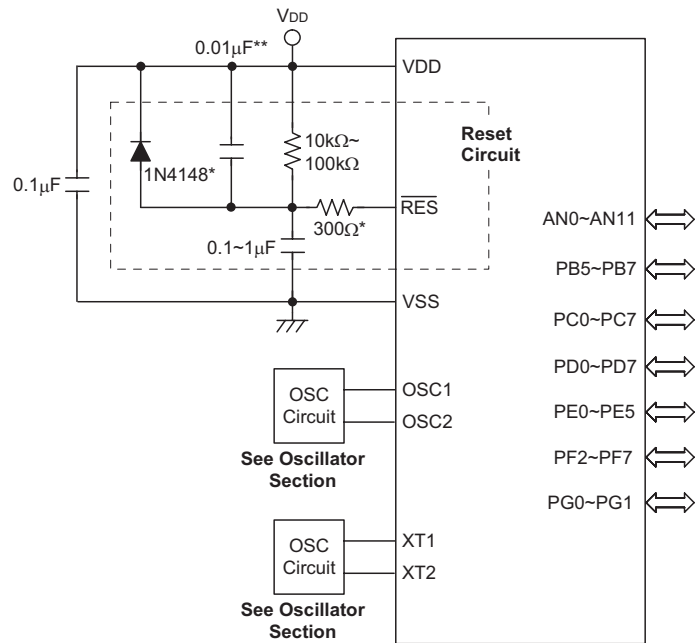 VDD
0.01μF**
VDD
Reset
Circuit
10kΩ~
100kΩ
1N4148*
0.1μF
RES
300Ω*
0.1~1μF
VSS
AN0~AN11
PB5~PB7
PC0~PC7
PD0~PD7
PE0~PE5
PF2~PF7
PG0~PG1
OSC
Circuit
OSC1
OSC2
See Oscillator
Section
OSC
Circuit
XT1
XT2
See Oscillator
Section